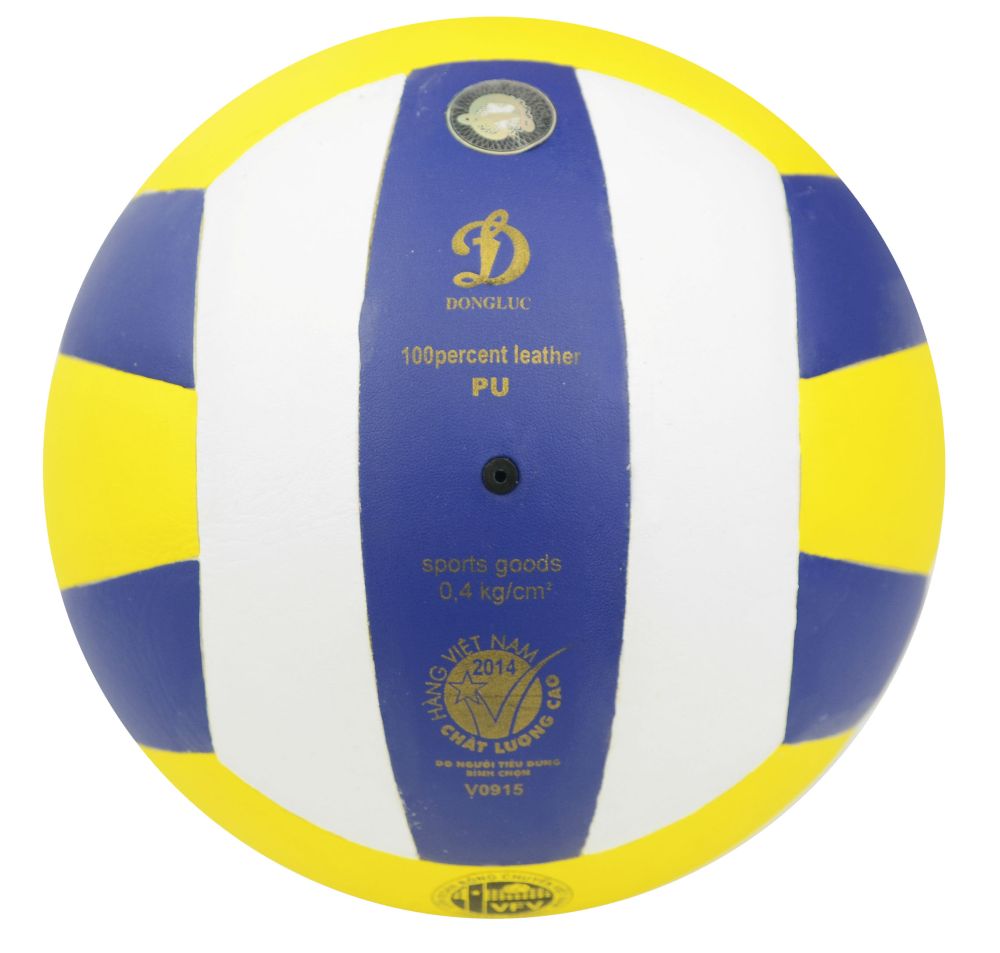 DONGLUC
100percent leather
PU
sports goods
0,4 kg/cm²
HÀNG VIỆT NAM
2014
CHẤT LƯỢNG CAO
DO NGƯỜI TIÊU DÙNG
BÌNH CHỌN
V0915
VFV